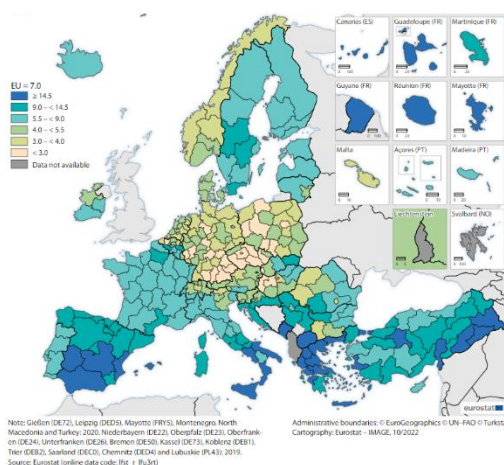 Canarias (ES)
Guadeloupe (FR)
Martinique (FR)
EU = 7.0
≥ 14.5
9.0 – < 14.5
5.5 – < 9.0
4.0 – < 5.5
3.0 – < 4.0
< 3.0
Data not available
Guyane (FR)
Réunion (FR)
Mayotte (FR)
Malta
Açores (PT)
Madeira (PT)
Liechtenstein
Svalbard (NO)
eurostat
Note: Gießen (DE72), Leipzig (DED5), Mayotte (FRY5), Montenegro, North
Macedonia and Turkey: 2020. Niederbayern (DE22), Oberpfalz (DE23), Oberfrank-
en (DE24), Unterfranken (DE26), Bremen (DE50), Kassel (DE73), Koblenz (DEB1),
Trier (DEB2), Saarland (DEC0), Chemnitz (DED4) and Lubuskie (PL43): 2019.
Source: Eurostat (online data code: lfst_r_lfu3rt)
Administrative boundaries: © EuroGeographics © UN–FAO © Turkstat
Cartography: Eurostat – IMAGE, 10/2022